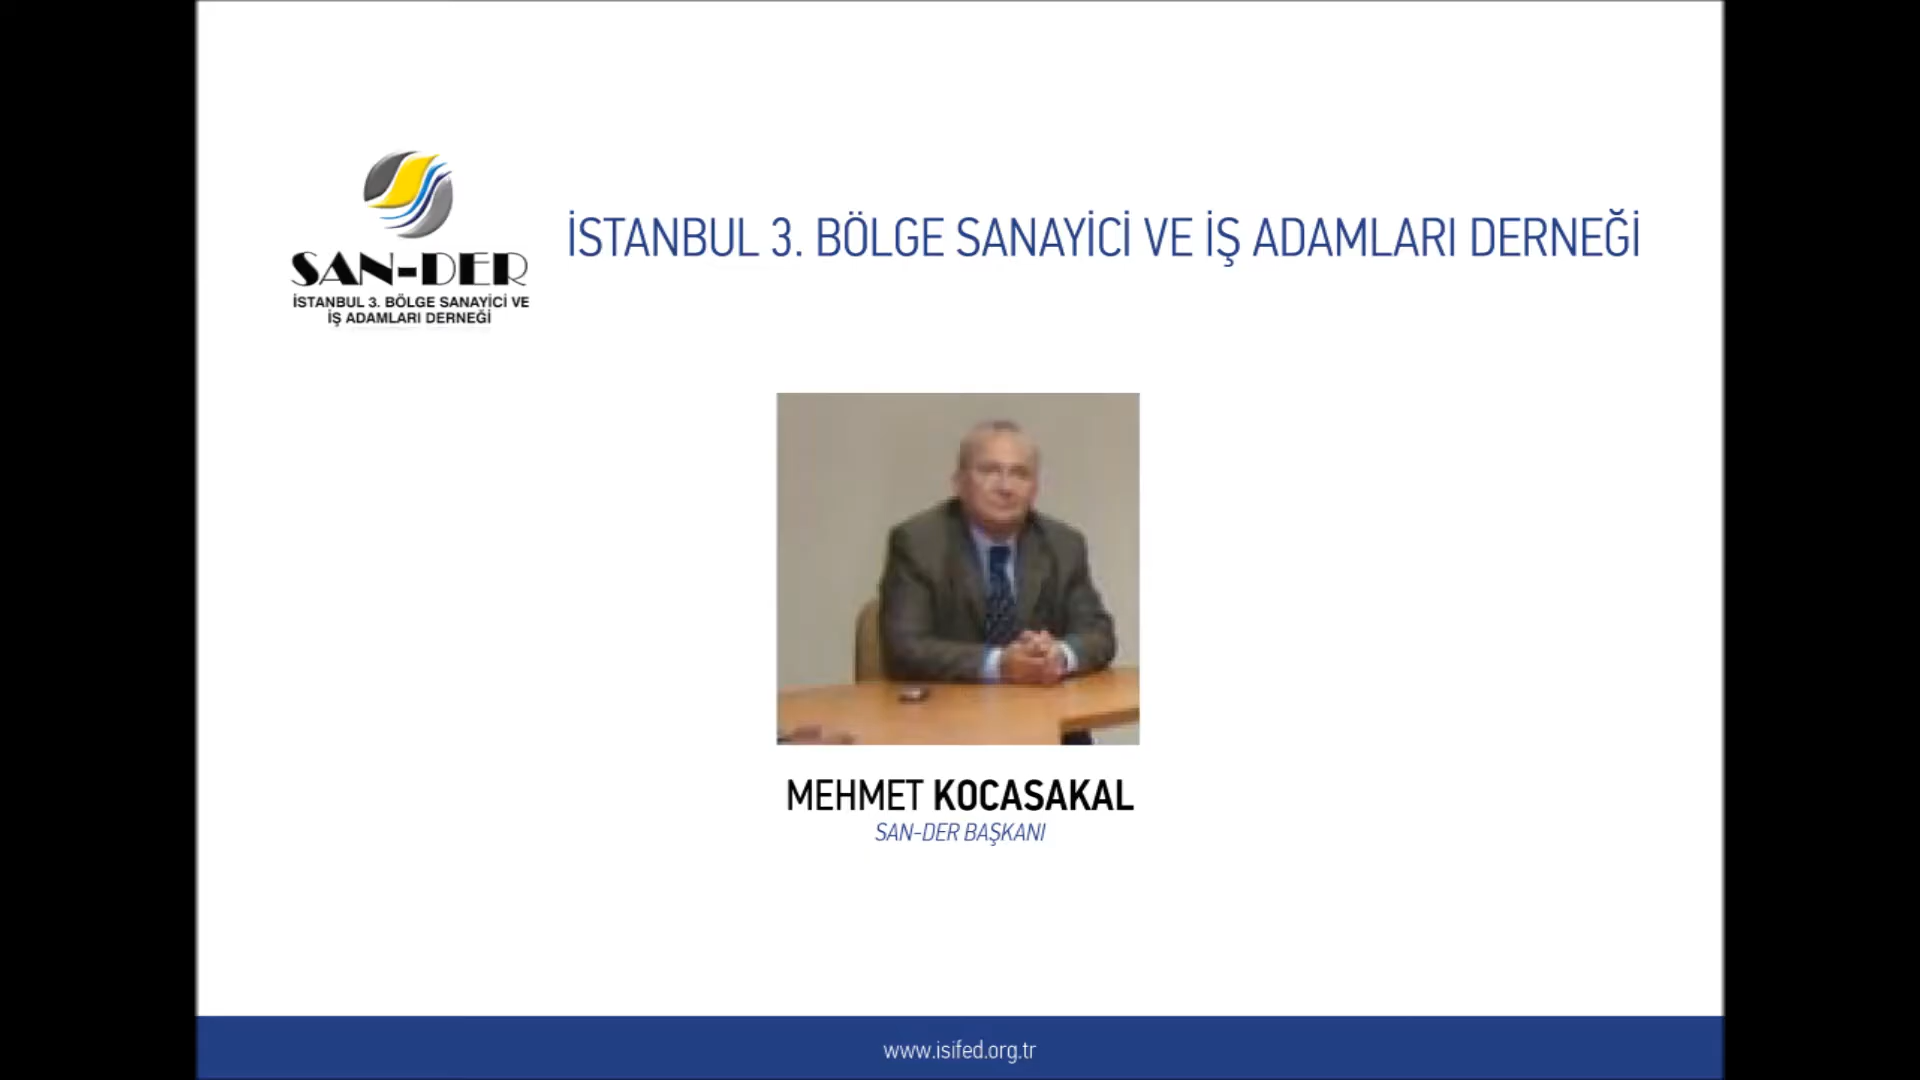 SAN-DER
İSTANBUL 3. BÖLGE SANAYİCİ VE
İŞ ADAMLARI DERNEĞİ
İSTANBUL 3. BÖLGE SANAYİCİ VE İŞ ADAMLARI DERNEĞİ
MEHMET KOCASAKAL
SAN-DER BAŞKANI
www.isifed.org.tr